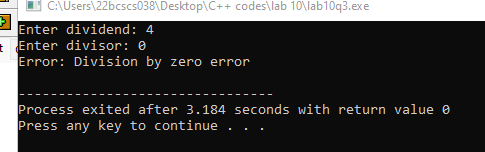 C:\Users\22bcscs038\Desktop\C++ codes\lab 10\lab10q3.exe
Enter dividend: 4
Enter divisor: 0
Error: Division by zero error
--------------------------------
Process exited after 3.184 seconds with return value 0
Press any key to continue . . .